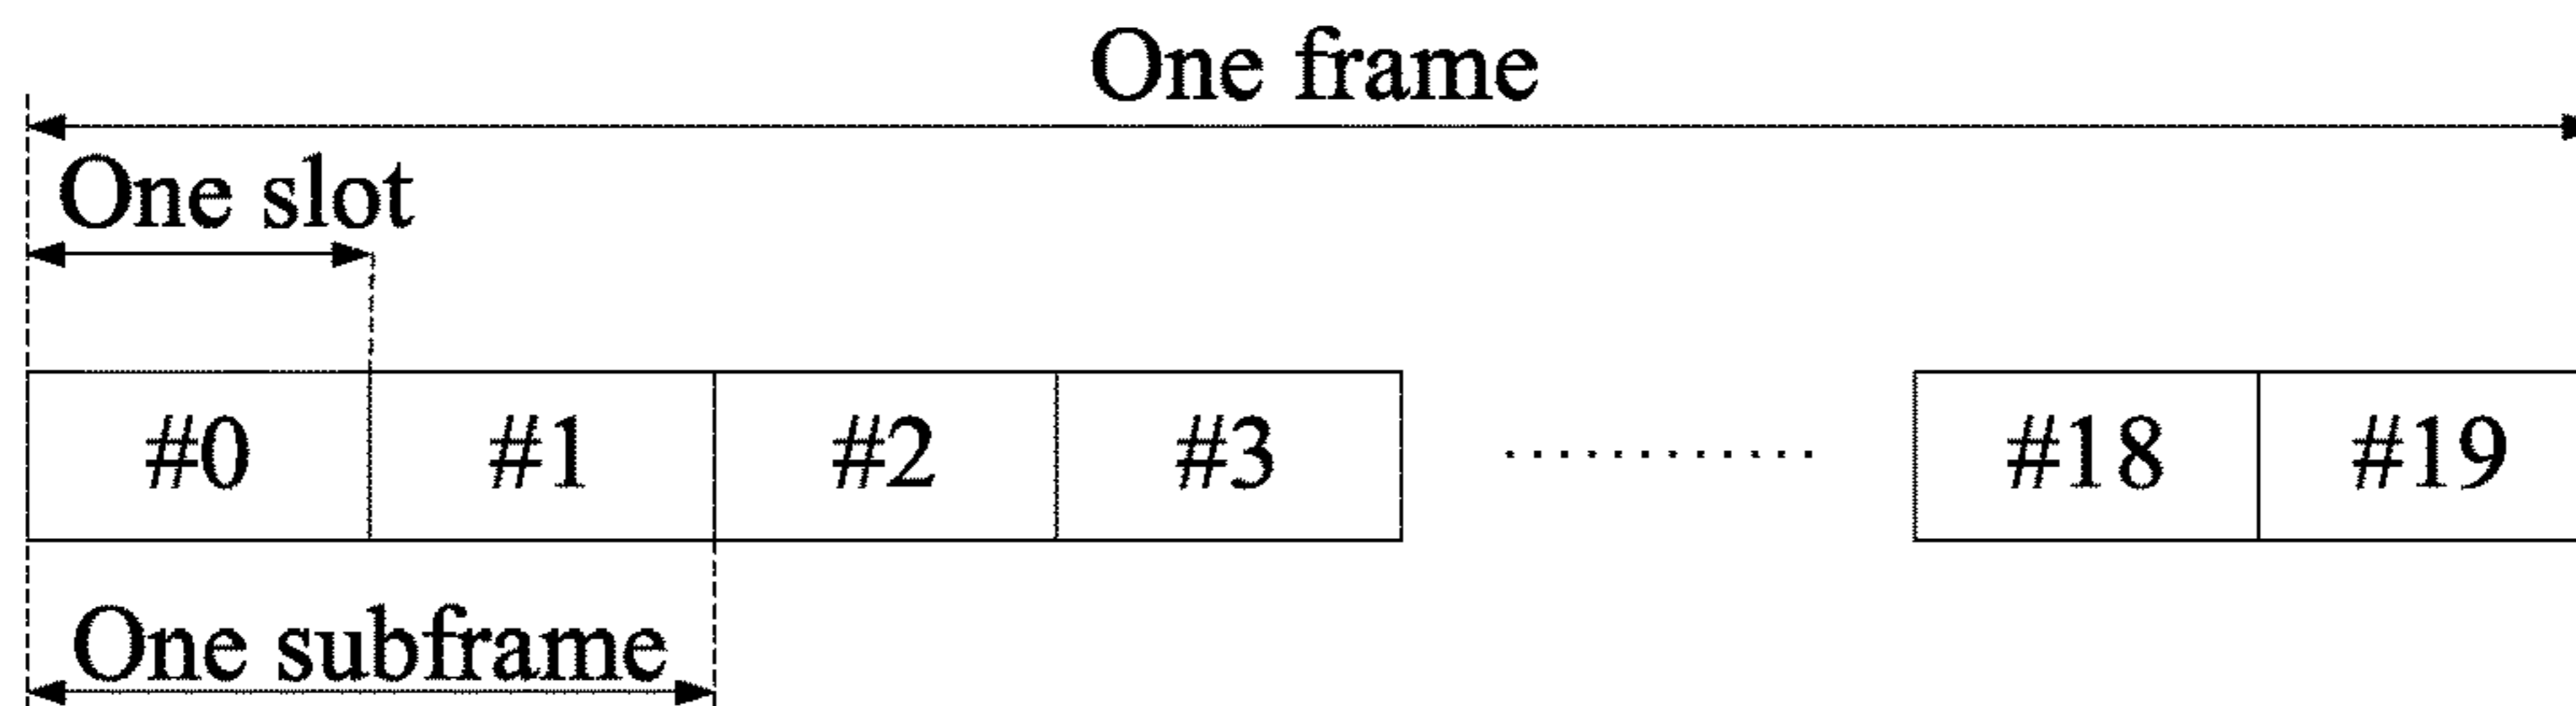 One frame
One slot
#0 #1 #2 #3 ............ #18 #19
One subframe